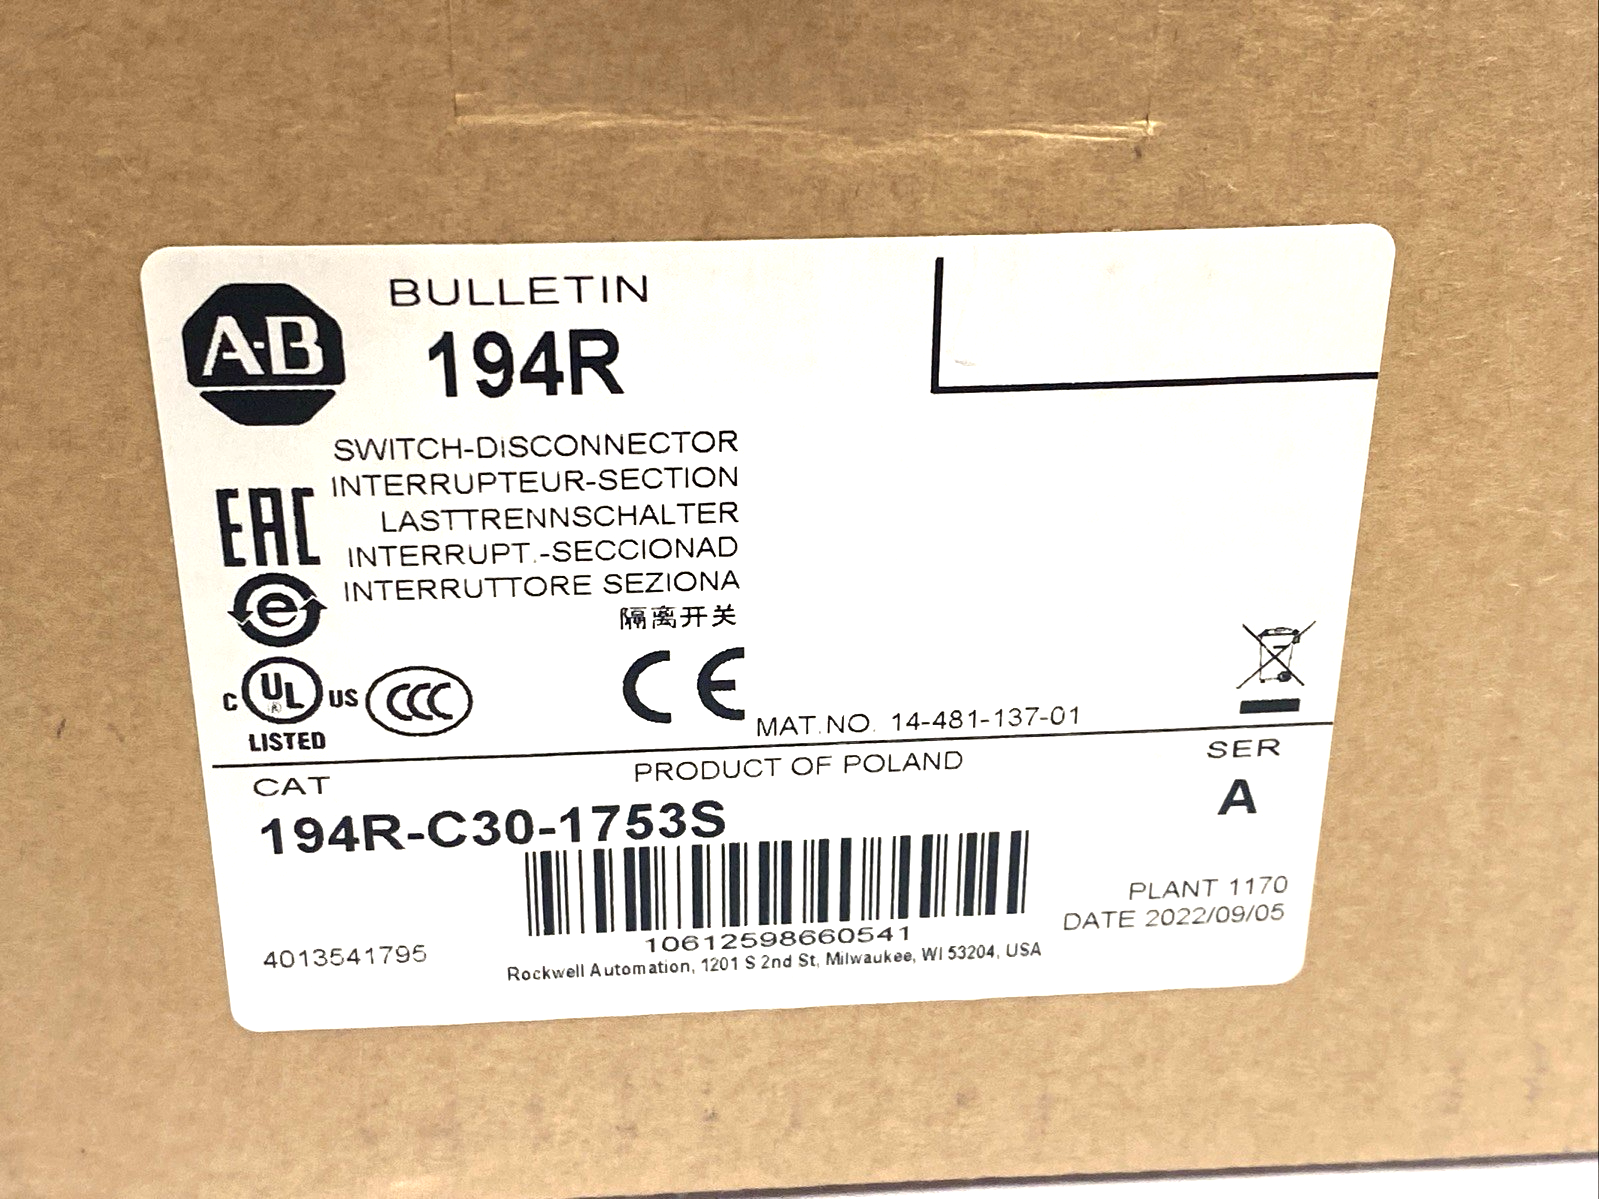 A-B
BULLETIN
194R
SWITCH-DISCONNECTOR
INTERRUPTEUR-SECTION
LASTTRENNSCHALTER
INTERRUPT.-SECCIONAD
INTERRUTTORE SEZIONA
隔离开关
EAC
e
C UL US
®
LISTED
CCC
CE
MAT.NO. 14-481-137-01
CAT
PRODUCT OF POLAND
SER
194R-C30-1753S
A
PLANT 1170
DATE 2022/09/05
10612598660541
4013541795
Rockwell Automation, 1201 S 2nd St, Milwaukee, WI 53204, USA